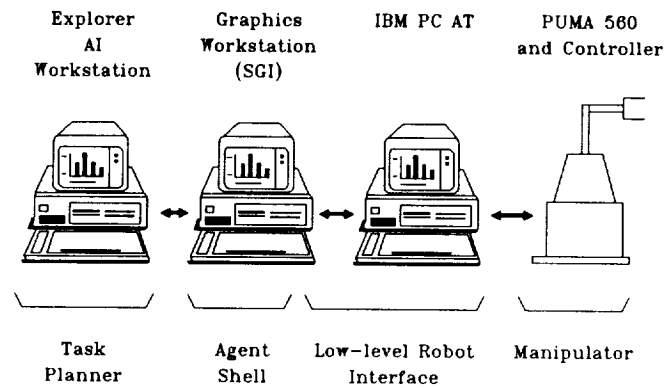 Explorer
AI
Workstation
Graphics
Workstation
(SGI)
IBM PC AT
PUMA 560
and Controller
Task
Planner
Agent
Shell
Low-level Robot
Interface
Manipulator